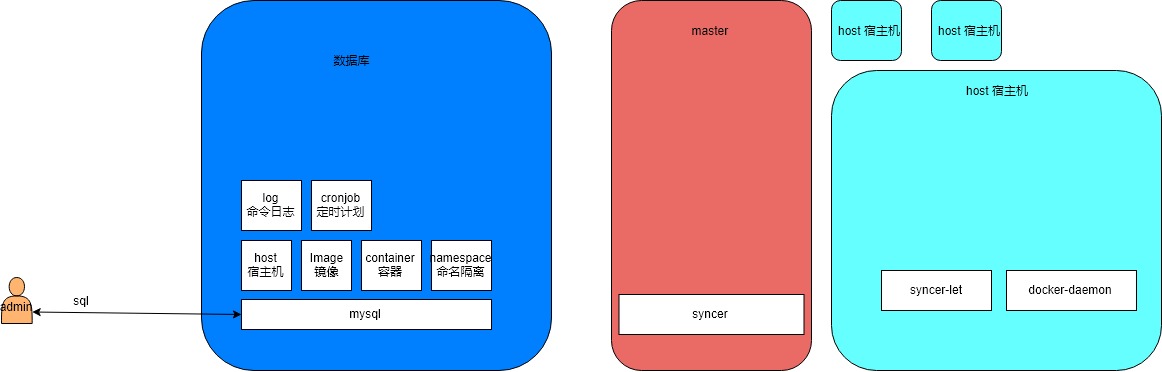 数据库
master
host 宿主机
host 宿主机
host 宿主机
log
命令日志
cronjob
定时计划
host
宿主机
Image
镜像
container
容器
namespace
命名隔离
admin
sql
mysql
syncer
syncer-let
docker-daemon